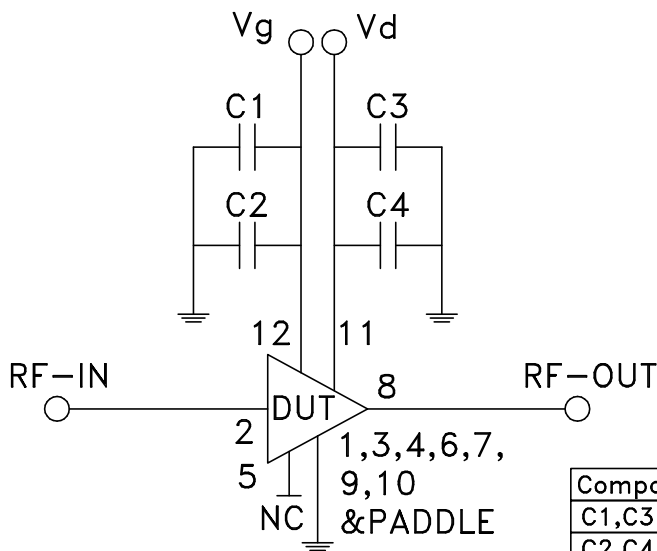 Vg Vd
C1 C3
C2 C4
12 11
RF-IN 8 RF-OUT
DUT
2 1,3,4,6,7,
5 9,10
NC &PADDLE
C1,C3
C2,C4